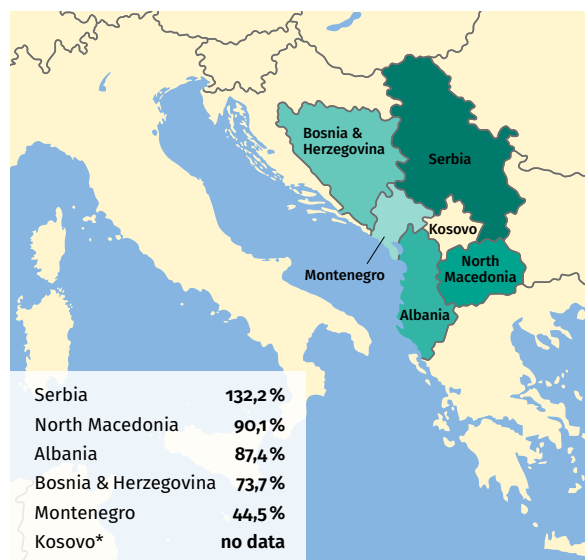 Bosnia &
Herzegovina
Serbia
Kosovo
Montenegro
North
Macedonia
Albania
Serbia 132,2 %
North Macedonia 90,1 %
Albania 87,4 %
Bosnia & Herzegovina 73,7 %
Montenegro 44,5 %
Kosovo* no data